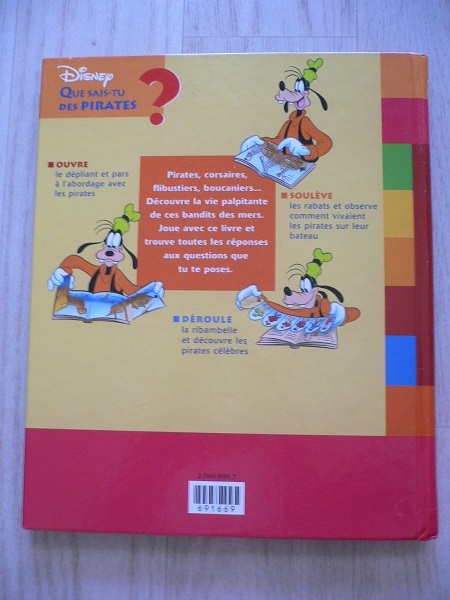 Disney
QUE SAIS-TU
DES PIRATES
?
OUVRE
le dépliant et pars
à l'abordage avec
les pirates
Pirates, corsaires,
flibustiers, boucaniers...
Découvre la vie palpitante
de ces bandits des mers.
Joue avec ce livre et
trouve toutes les réponses
aux questions que
tu te poses.
SOULÈVE
les rabats et observe
comment vivaient
les pirates sur leur
bateau
DÉROULE
la ribambelle
et découvre les
pirates célèbres
691669